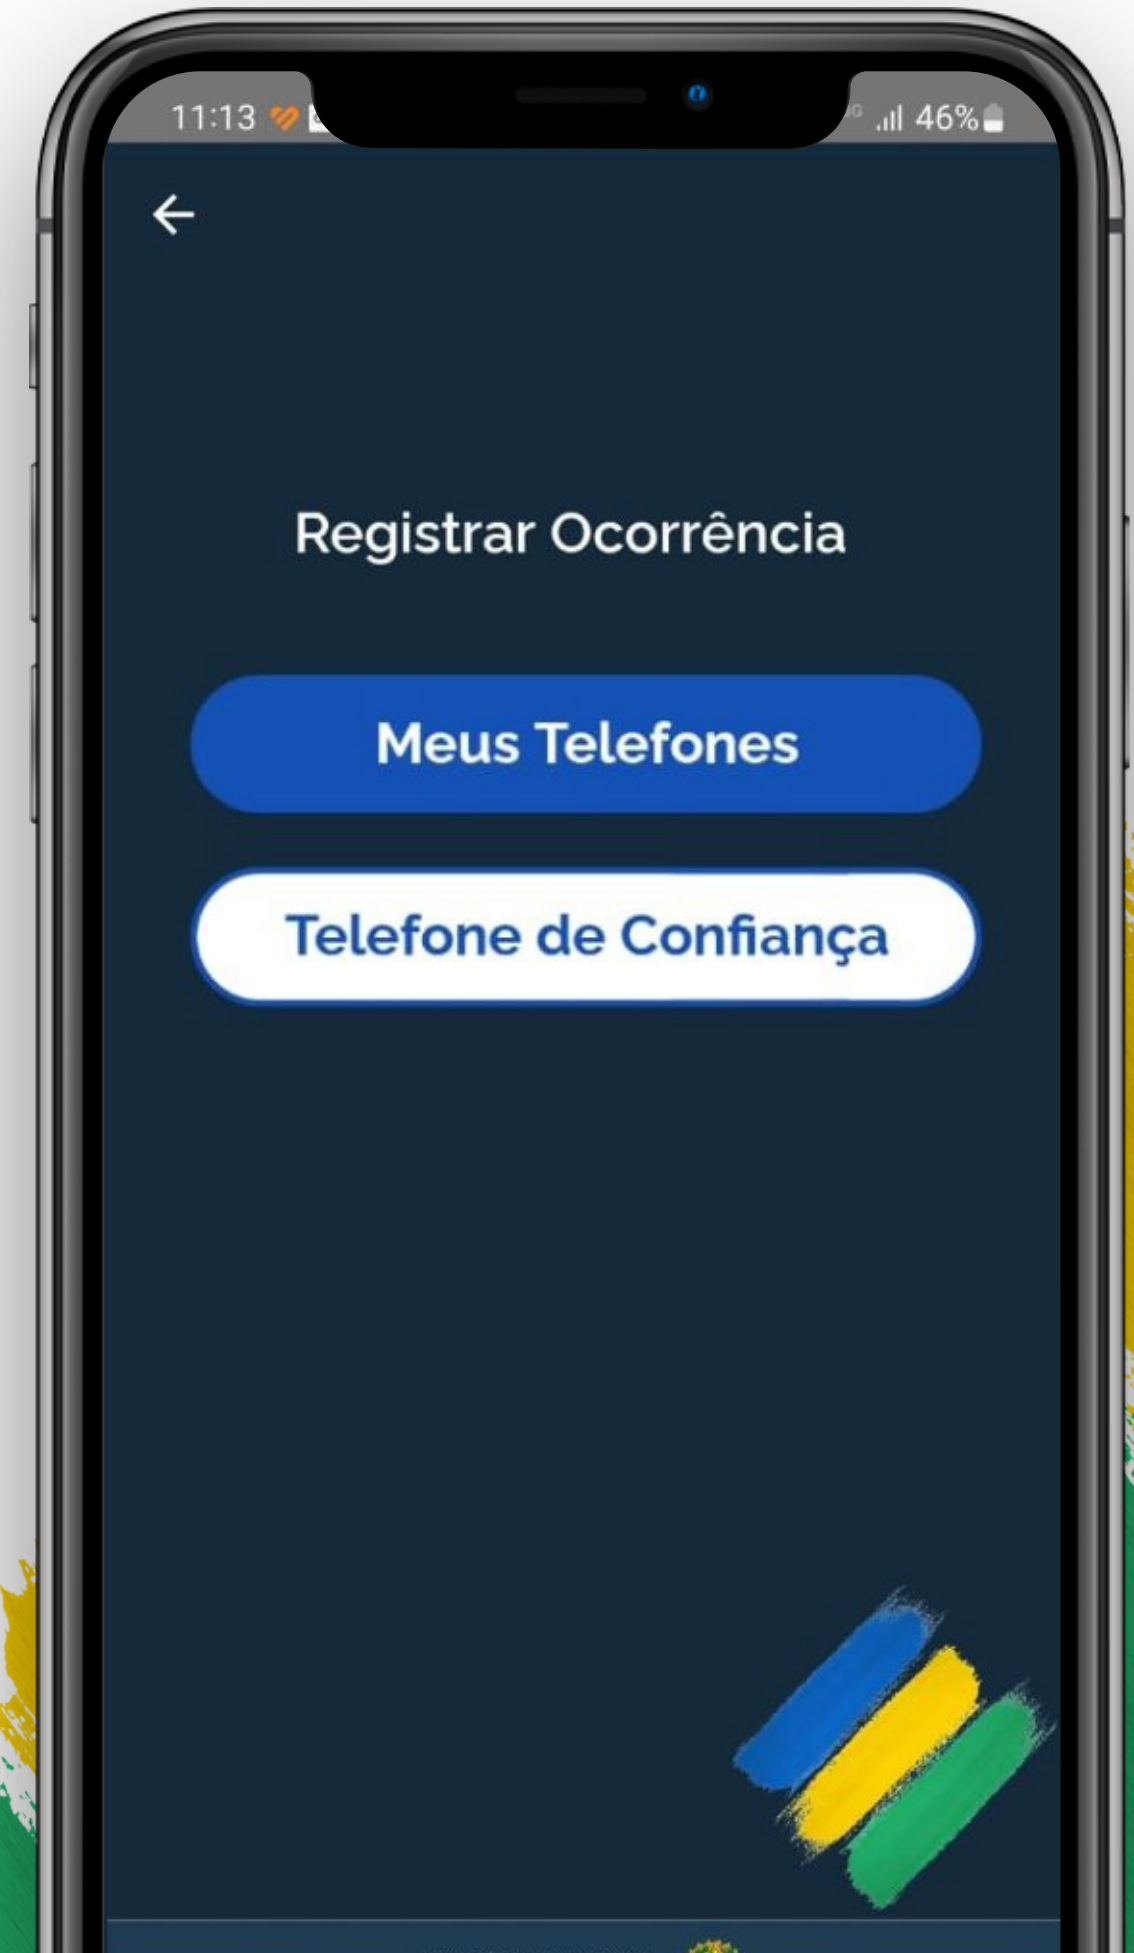 11:13
46%
Registrar Ocorrência
Meus Telefones
Telefone de Confiança